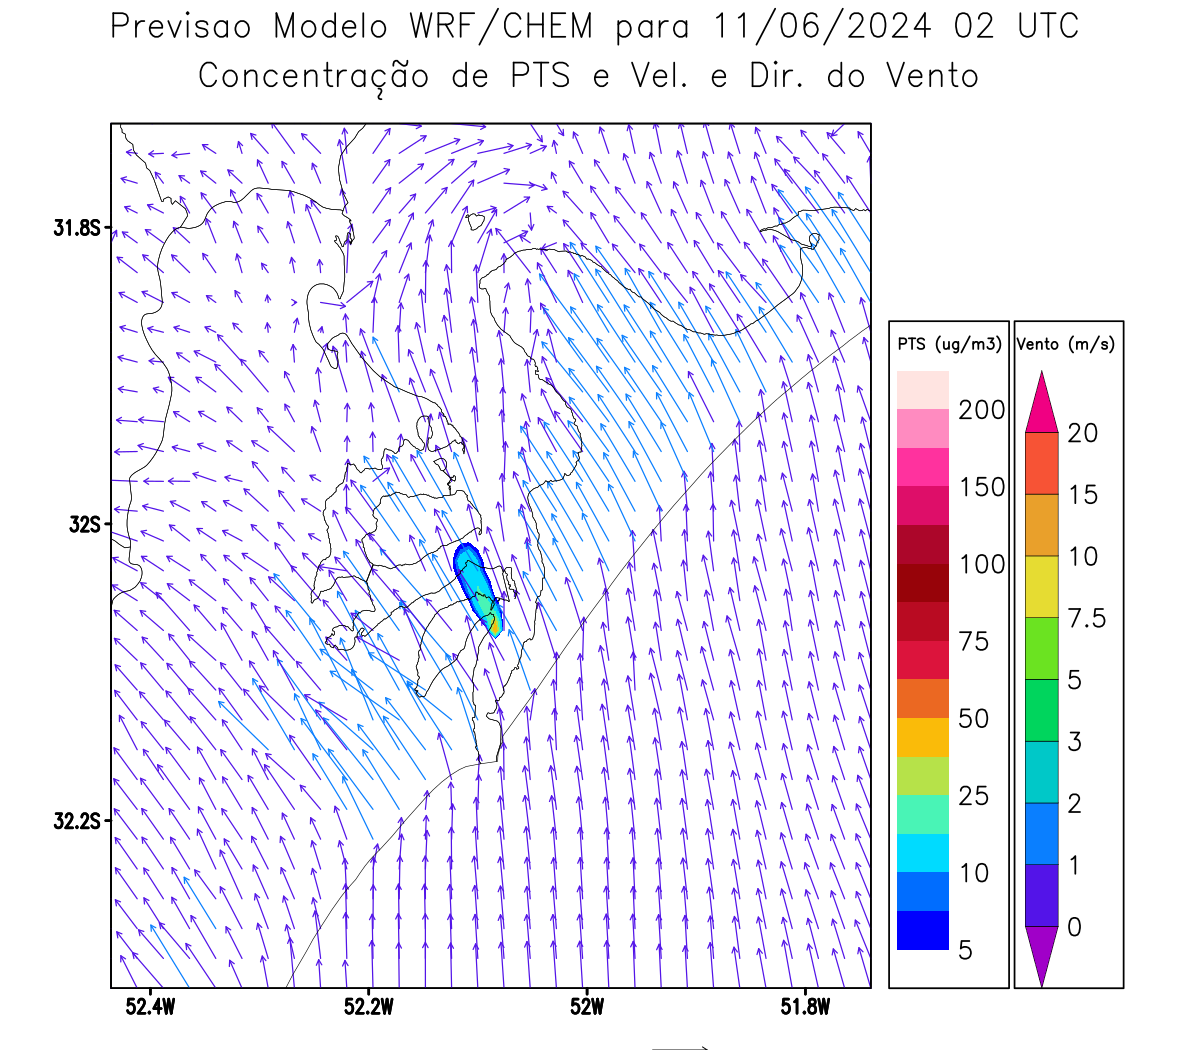 Previsao Modelo WRF/CHEM para 11/06/2024 02 UTC
Concentração de PTS e Vel. e Dir. do Vento
31.8S
32S
32.2S
52.4W
52.2W
52W
51.8W
PTS (ug/m3)
200
150
100
75
50
25
10
5
Vento (m/s)
20
15
10
7.5
5
3
2
1
0